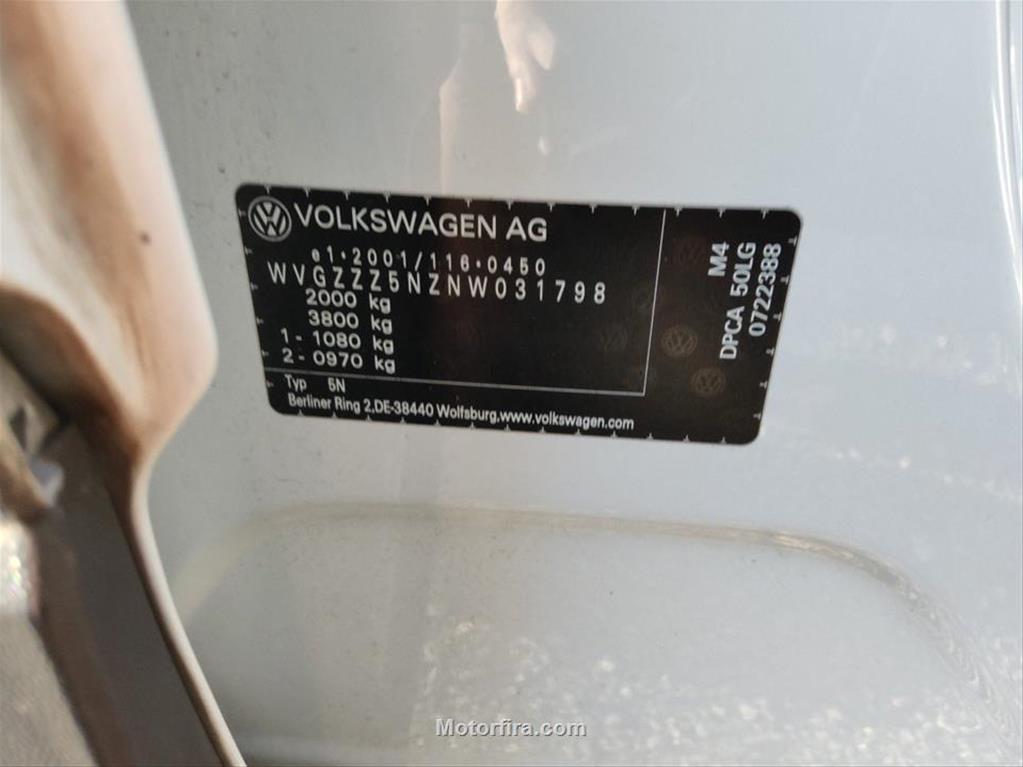 VOLKSWAGEN AG
e1*2001/116*0450
WVGZZZ5NZNW031798
2000 kg
3800 kg
1 - 1080 kg
2 - 0970 kg
Typ 5N
Berliner Ring 2,DE-38440 Wolfsburg,www.volkswagen.com
M4
DPCA 50LG
0722388
Motorfira.com